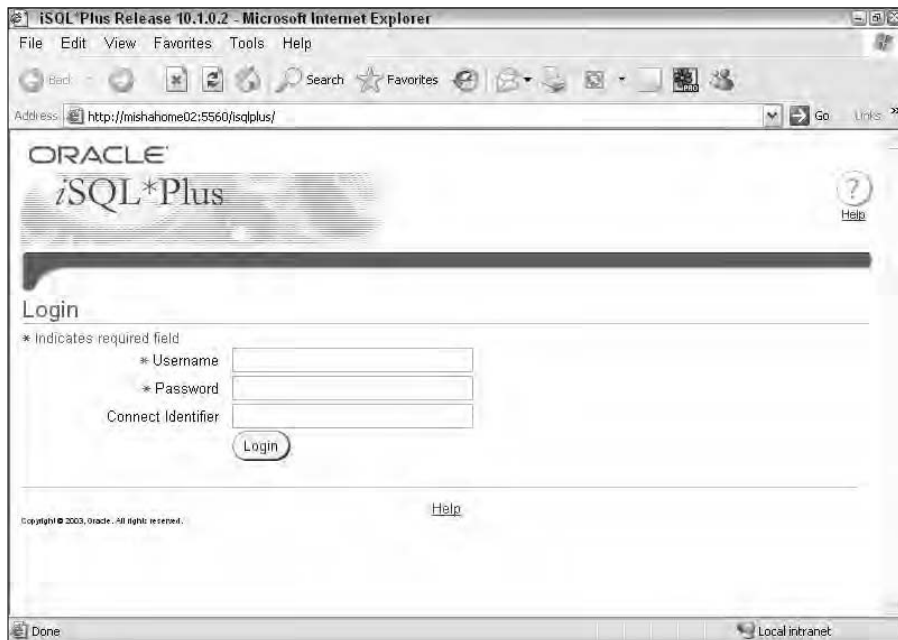 iSQL*Plus Release 10.1.0.2 - Microsoft Internet Explorer
File Edit View Favorites Tools Help
Back Search Favorites PRO
Address http://mishahome02:5560/isqlplus/ Go Links »
ORACLE
iSQL*Plus
?
Help
Login
* Indicates required field
* Username
* Password
Connect Identifier
Login
Help
Copyright © 2003, Oracle. All rights reserved.
Done Local intranet